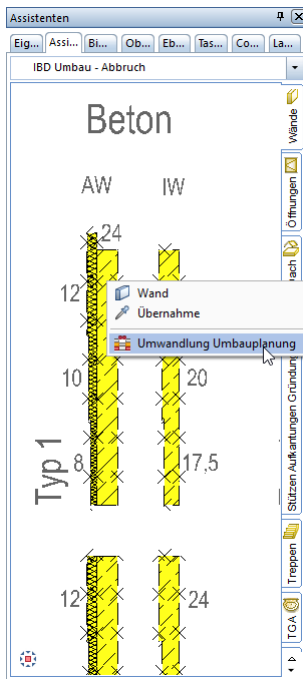 Assistenten
Eig... Assi... Bi... Ob... Eb... Tas... Co... La...
IBD Umbau - Abbruch
Beton
AW IW
24
12
Wand
Übernahme
Umwandlung Umbauplanung
10 20
Typ 1
8 17,5
12 24
Wände
Öffnungen
ach
Stützen Aufkantungen Gründung
Treppen
TGA